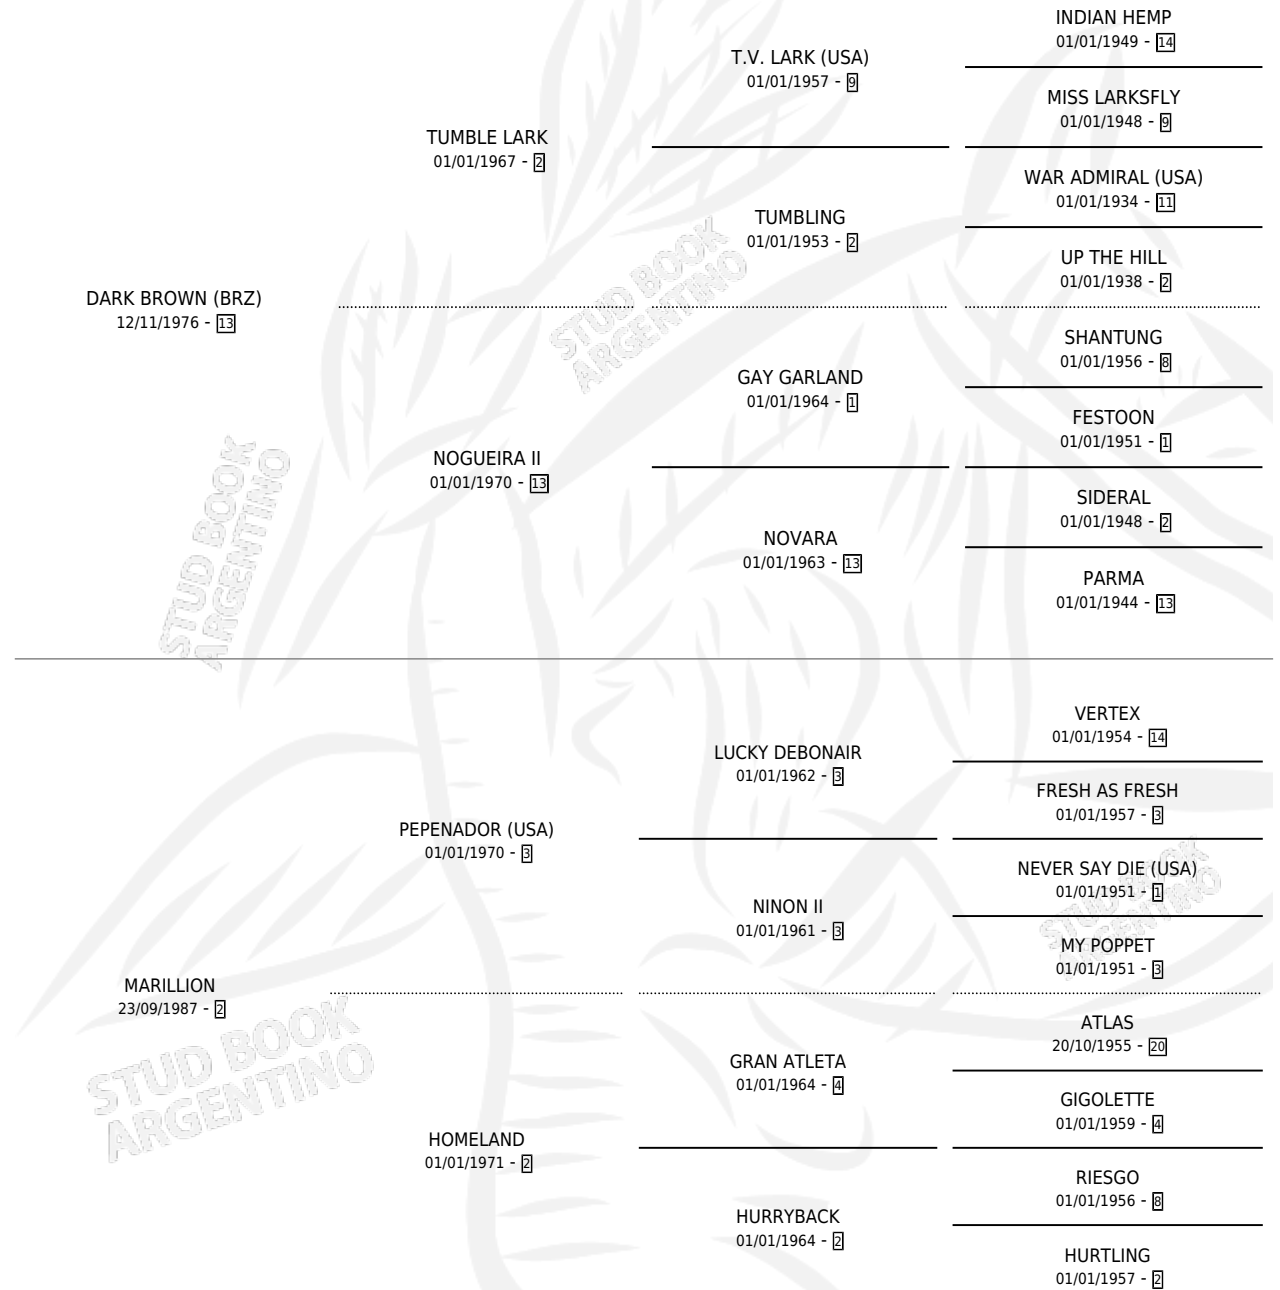 INDIAN HEMP
01/01/1949 - 14
T.V. LARK (USA)
01/01/1957 - 9
MISS LARKSFLY
01/01/1948 - 9
TUMBLE LARK
01/01/1967 - 2
WAR ADMIRAL (USA)
01/01/1934 - 11
TUMBLING
01/01/1953 - 2
UP THE HILL
01/01/1938 - 2
DARK BROWN (BRZ)
12/11/1976 - 13
STUD BOOK
ARGENTINO
SHANTUNG
01/01/1956 - 8
GAY GARLAND
01/01/1964 - 1
FESTOON
01/01/1951 - 1
NOGUEIRA II
01/01/1970 - 13
SIDERAL
01/01/1948 - 2
NOVARA
01/01/1963 - 13
PARMA
01/01/1944 - 13
STUD BOOK
ARGENTINO
VERTEX
01/01/1954 - 14
LUCKY DEBONAIR
01/01/1962 - 3
FRESH AS FRESH
01/01/1957 - 3
PEPENADOR (USA)
01/01/1970 - 3
NEVER SAY DIE (USA)
01/01/1951 - 1
NINON II
01/01/1961 - 3
STUD BOOK
ARGENTINO
MY POPPET
01/01/1951 - 3
MARILLION
23/09/1987 - 2
ATLAS
20/10/1955 - 20
GRAN ATLETA
01/01/1964 - 4
STUD BOOK
ARGENTINO
GIGOLETTE
01/01/1959 - 4
HOMELAND
01/01/1971 - 2
RIESGO
01/01/1956 - 8
HURRYBACK
01/01/1964 - 2
HURTLING
01/01/1957 - 2